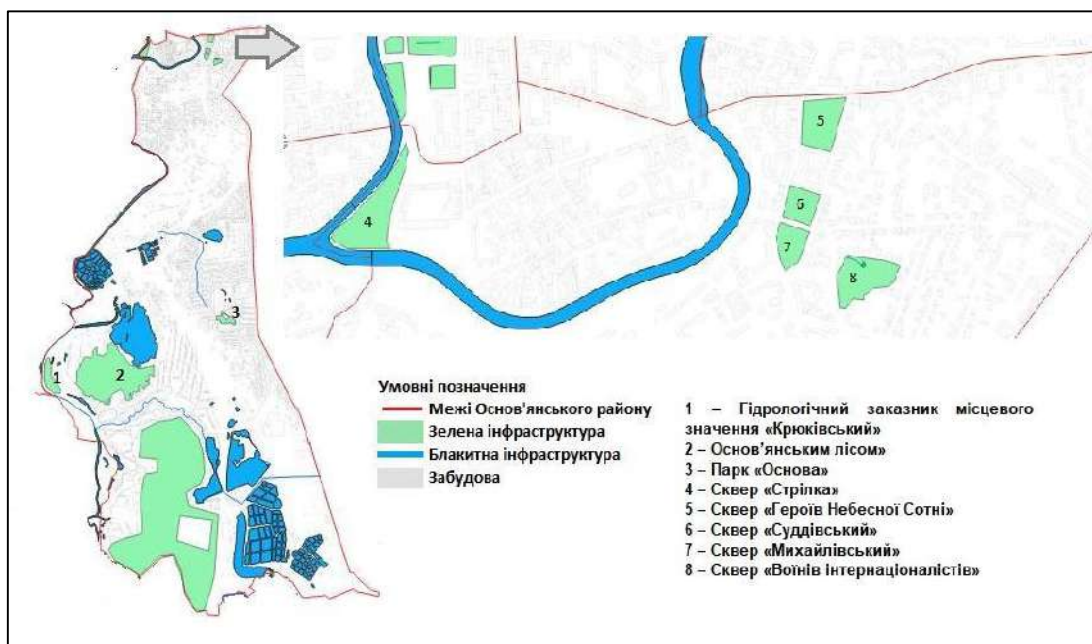 4
5
6
7
8
3
1
2
Умовні позначення
Межі Основ'янського району
Зелена інфраструктура
Блакитна інфраструктура
Забудова
1 – Гідрологічний заказник місцевого
значення «Крюківський»
2 – Основ'янським лісом»
3 – Парк «Основа»
4 – Сквер «Стрілка»
5 – Сквер «Героїв Небесної Сотні»
6 – Сквер «Суддівський»
7 – Сквер «Михайлівський»
8 – Сквер «Воїнів інтернаціоналістів»